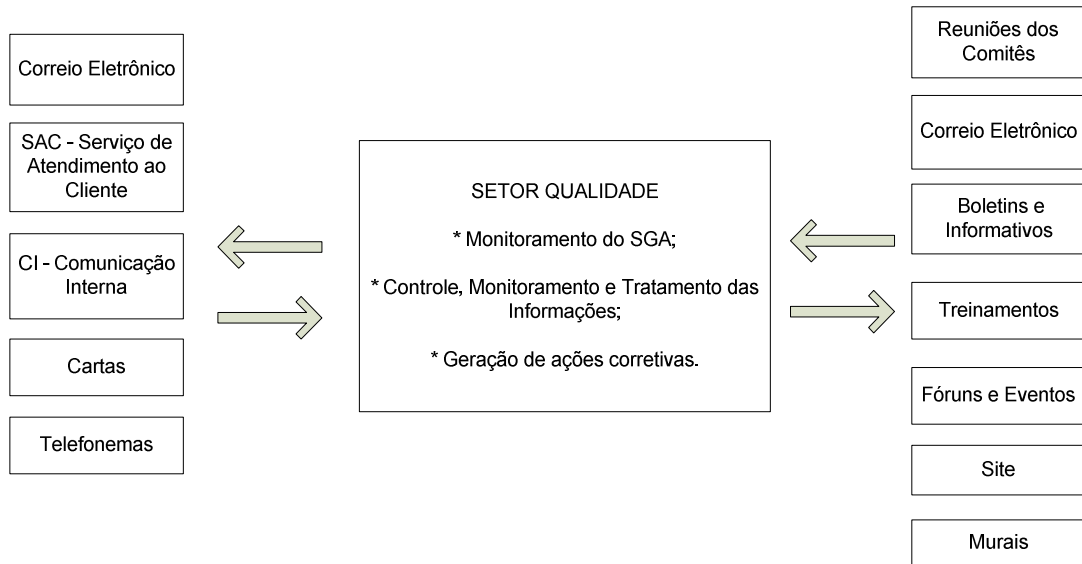 Correio Eletrônico
SAC - Serviço de
Atendimento ao
Cliente
CI - Comunicação
Interna
Cartas
Telefonemas
SETOR QUALIDADE
* Monitoramento do SGA;
* Controle, Monitoramento e Tratamento das
Informações;
* Geração de ações corretivas.
Reuniões dos
Comitês
Correio Eletrônico
Boletins e
Informativos
Treinamentos
Fóruns e Eventos
Site
Murais